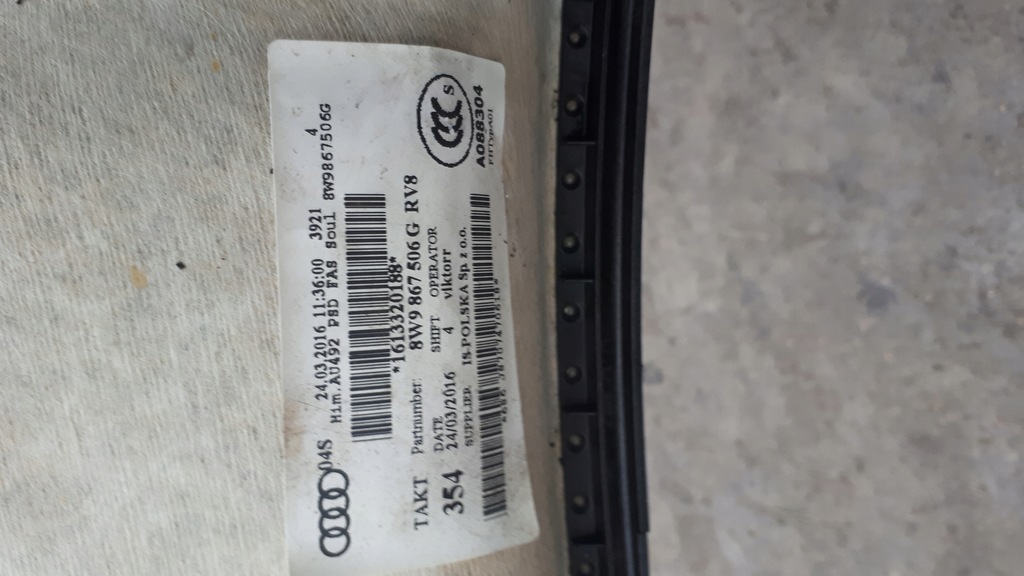 04S
24.03.2016 11:36:00 3921 4
Him.AU492 PSD FAS Soul 8W9867506G
*1613320188*
TAKT Partnumber: 8W9 867 506 G RV8
354
DATE SHIFT OPERATOR
24/03/2016 4 viktorr
SUPPLIER IS-POLSKA Sp. z o.o.
CCC S
A088304